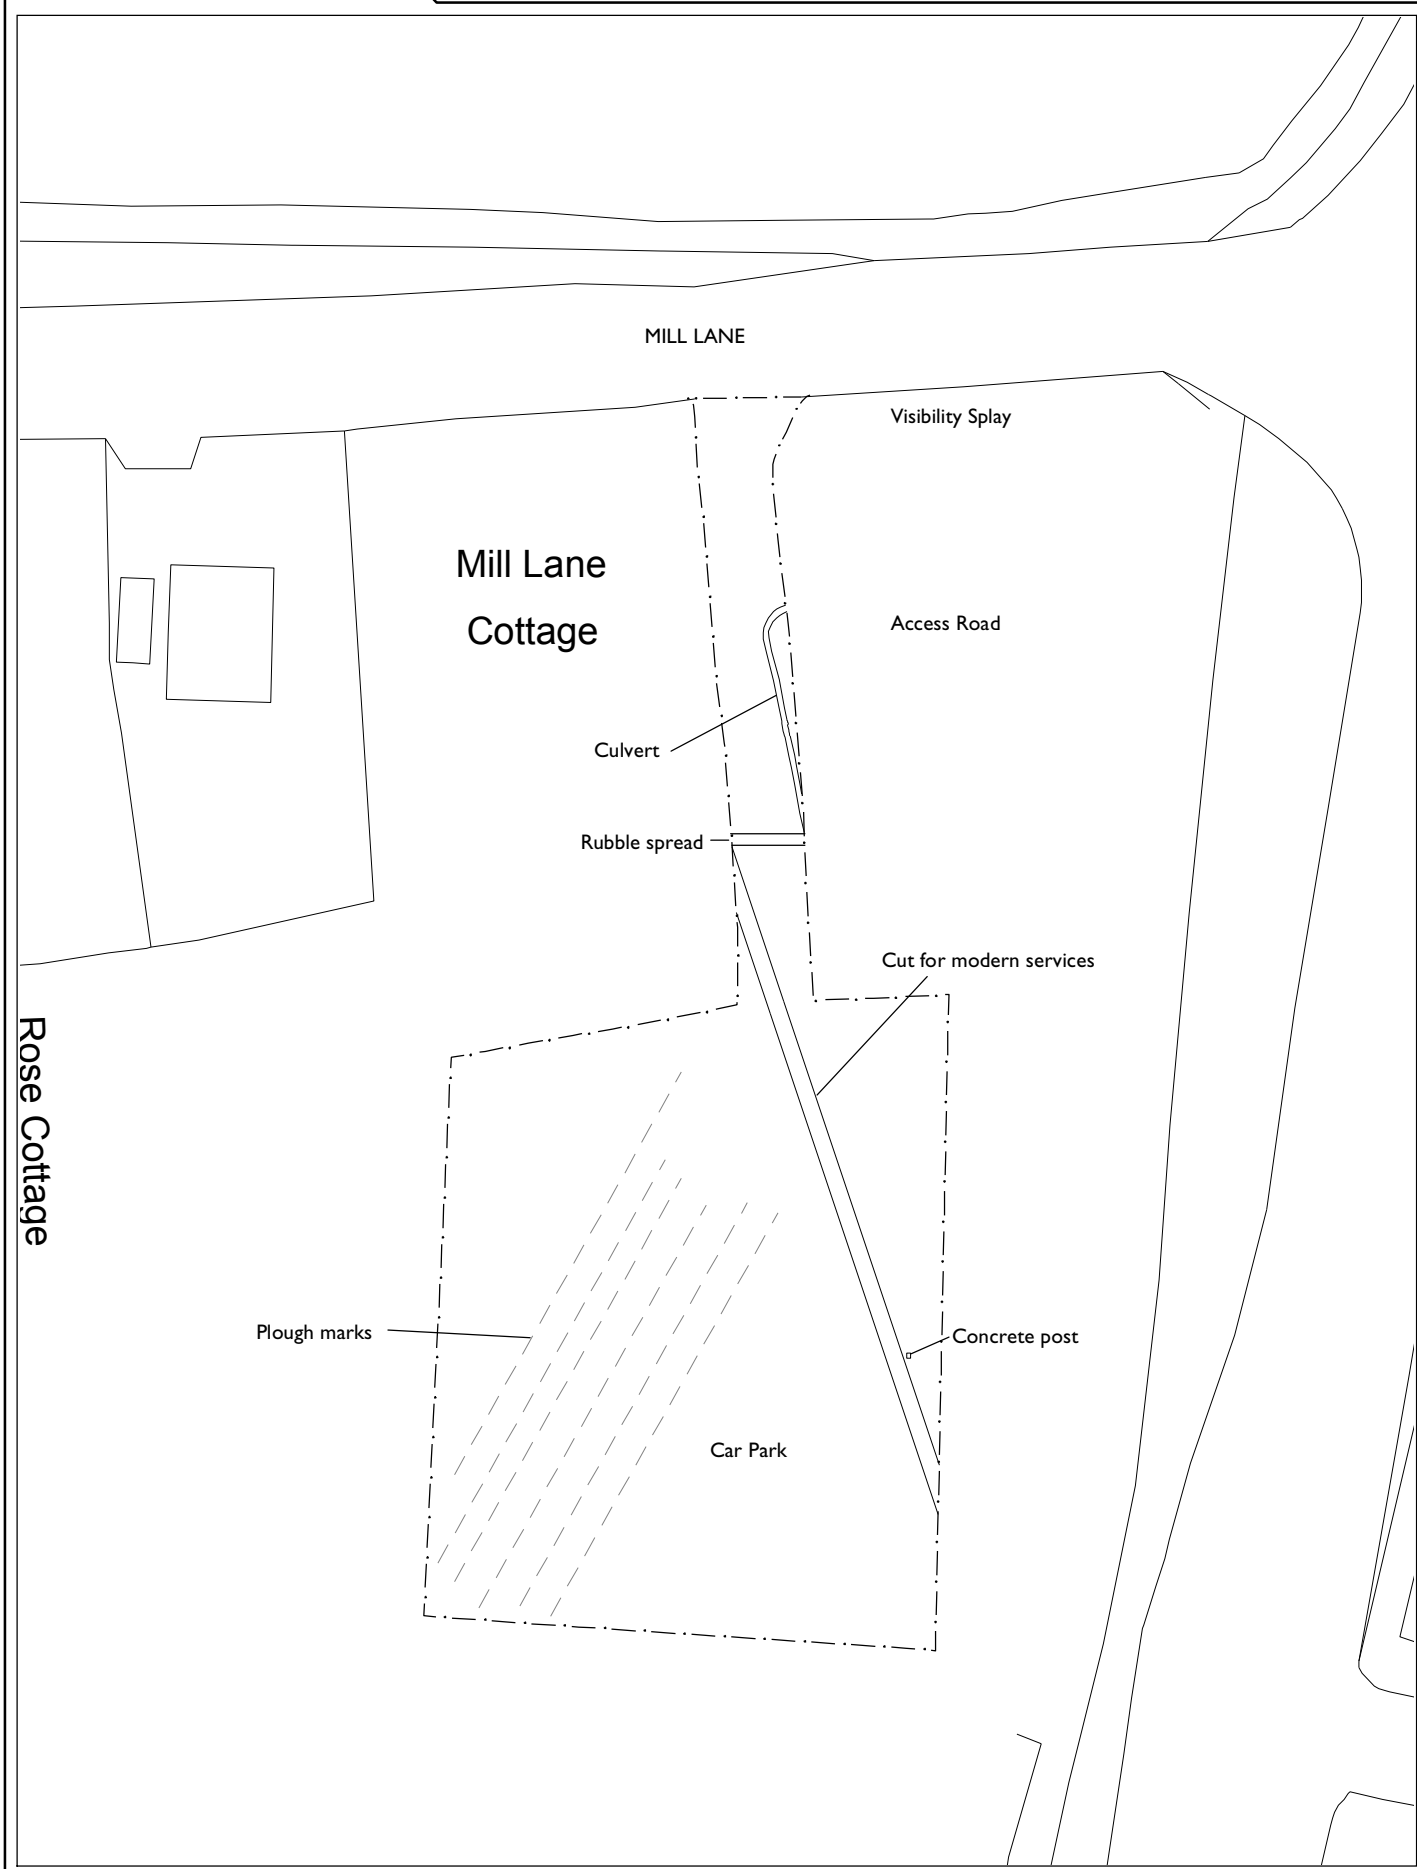 MILL LANE
Visibility Splay
Mill Lane
Cottage
Access Road
Culvert
Rubble spread
Cut for modern services
Rose Cottage
Plough marks
Concrete post
Car Park